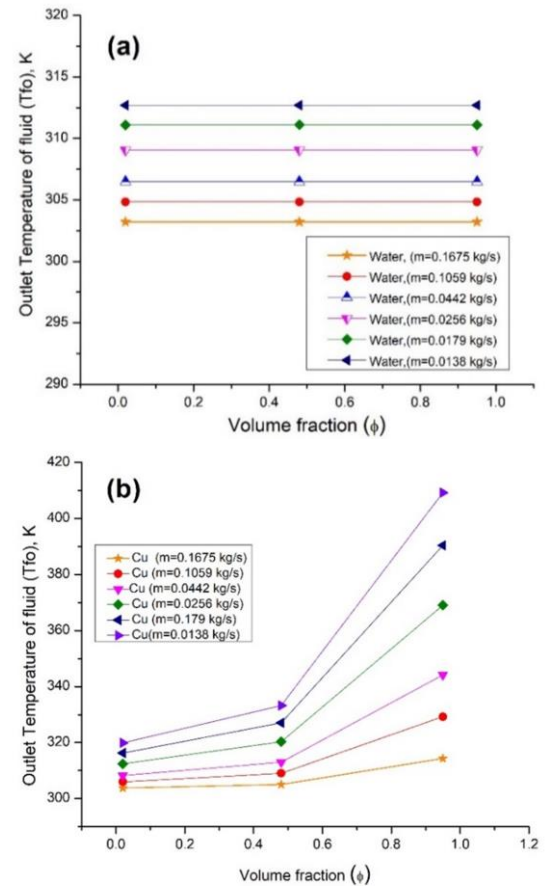 (a)
Outlet Temperature of fluid (Tfo), K
320
315
310
305
300
295
290
Water, (m=0.1675 kg/s)
Water,(m=0.1059 kg/s)
Water,(m=0.0442 kg/s)
Water,(m=0.0256 kg/s)
Water,(m=0.0179 kg/s)
Water,(m=0.0138 kg/s)
0.0 0.2 0.4 0.6 0.8 1.0
Volume fraction (ϕ)
(b)
Outlet Temperature of fluid (Tfo), K
420
400
380
360
340
320
300
Cu (m=0.1675 kg/s)
Cu (m=0.1059 kg/s)
Cu (m=0.0442 kg/s)
Cu (m=0.0256 kg/s)
Cu (m=0.179 kg/s)
Cu(m=0.0138 kg/s)
0.0 0.2 0.4 0.6 0.8 1.0 1.2
Volume fraction (ϕ)